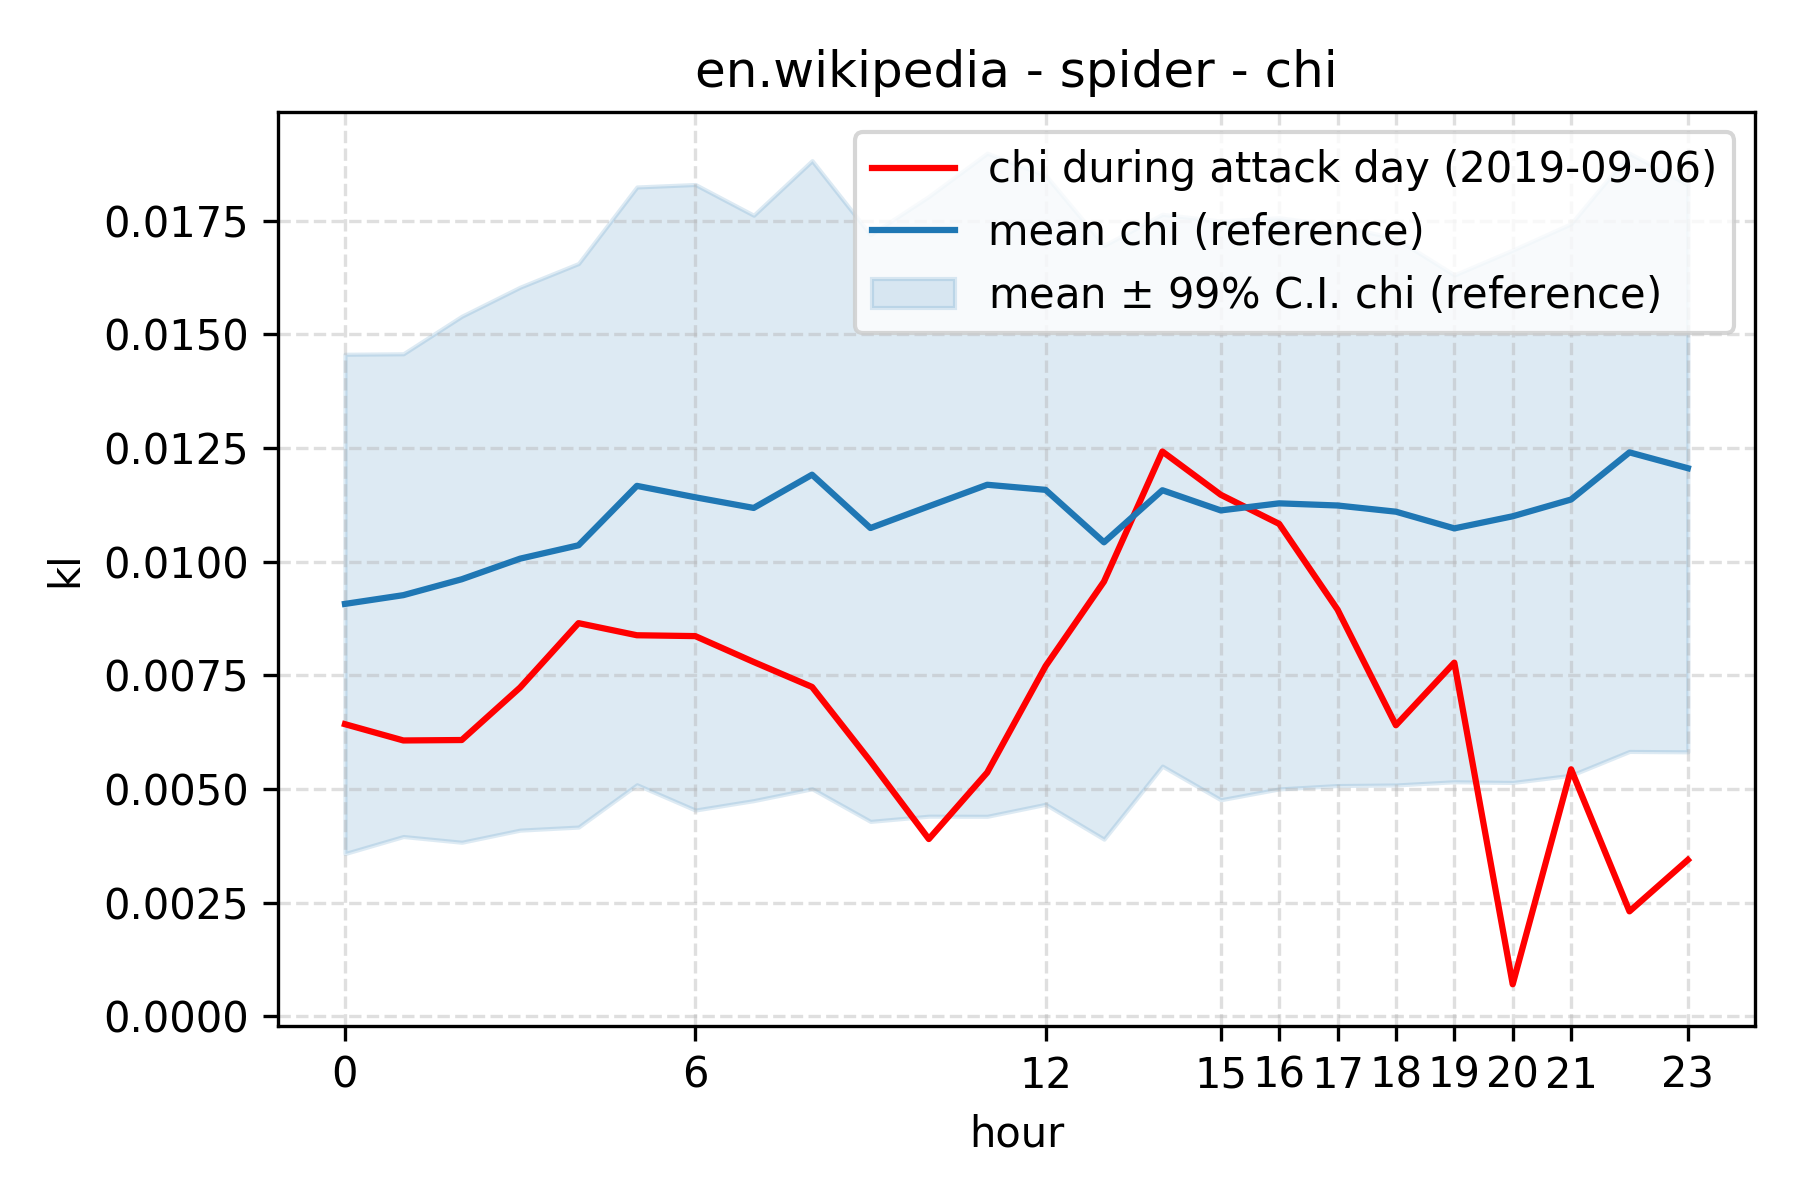 en.wikipedia - spider - chi
chi during attack day (2019-09-06)
mean chi (reference)
mean ± 99% C.I. chi (reference)
0.0175
0.0150
0.0125
0.0100
0.0075
0.0050
0.0025
0.0000
kl
0 6 12 15 16 17 18 19 20 21 23
hour